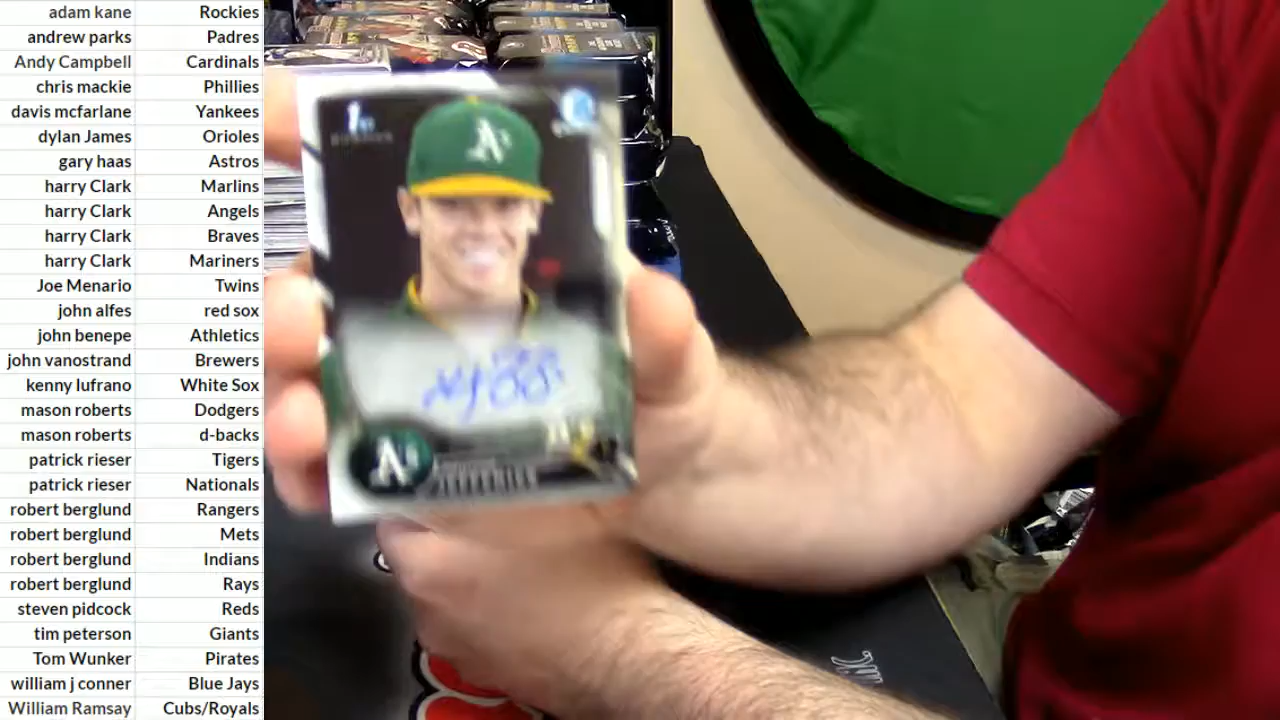 adam kane Rockies
andrew parks Padres
Andy Campbell Cardinals
chris mackie Phillies
davis mcfarlane Yankees
dylan James Orioles
gary haas Astros
harry Clark Marlins
harry Clark Angels
harry Clark Braves
harry Clark Mariners
Joe Menario Twins
john alfes red sox
john benepe Athletics
john vanostrand Brewers
kenny lufrano White Sox
mason roberts Dodgers
mason roberts d-backs
patrick rieser Tigers
patrick rieser Nationals
robert berglund Rangers
robert berglund Mets
robert berglund Indians
robert berglund Rays
steven pidcock Reds
tim peterson Giants
Tom Wunker Pirates
william j conner Blue Jays
William Ramsay Cubs/Royals
1st
A's
A's